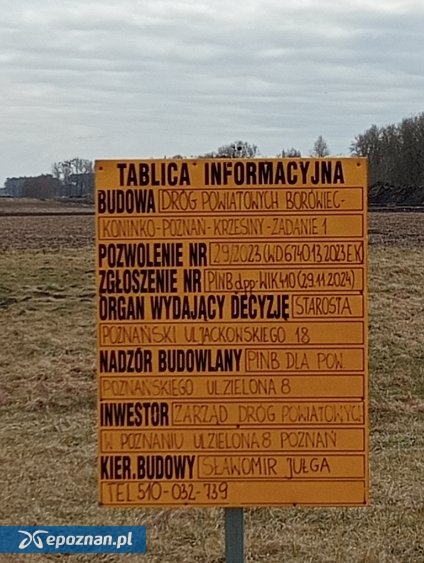 TABLICA INFORMACYJNA
BUDOWA DRÓG POWIATOWYCH BORÓWIEC-
KONINKO-POZNAŃ-KRZESINY-ZADANIE 1
POZWOLENIE NR 29/2023 (WD.6740.13.2023.EK)
ZGŁOSZENIE NR PINB.dpp.WIK410 (29.11.2024)
ORGAN WYDAJĄCY DECYZJĘ STAROSTA
POZNAŃSKI UL.JACKOWSKIEGO 18
NADZÓR BUDOWLANY PINB DLA POW.
POZNAŃSKIEGO UL.ZIELONA 8
INWESTOR ZARZĄD DRÓG POWIATOWYCH
W POZNANIU UL.ZIELONA 8 POZNAŃ
KIER.BUDOWY SŁAWOMIR JUŁGA
TEL 510-032-739
epoznan.pl